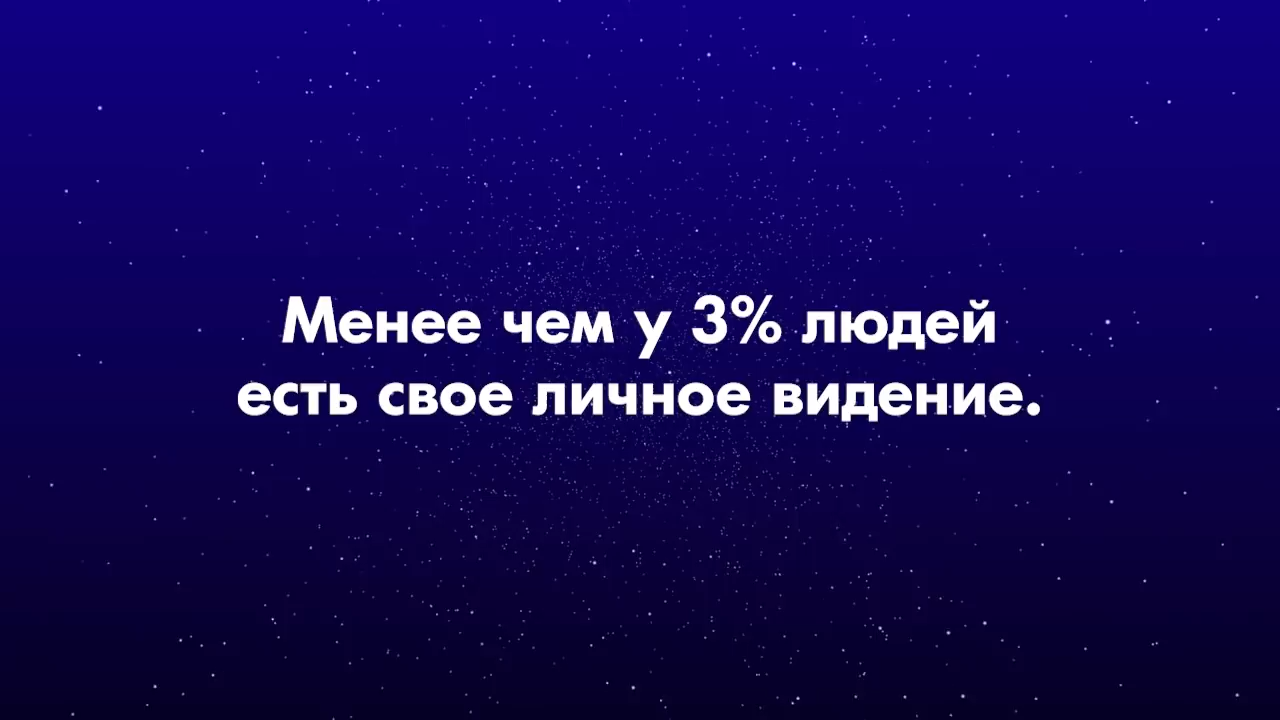 Менее чем у 3% людей
есть свое личное видение.